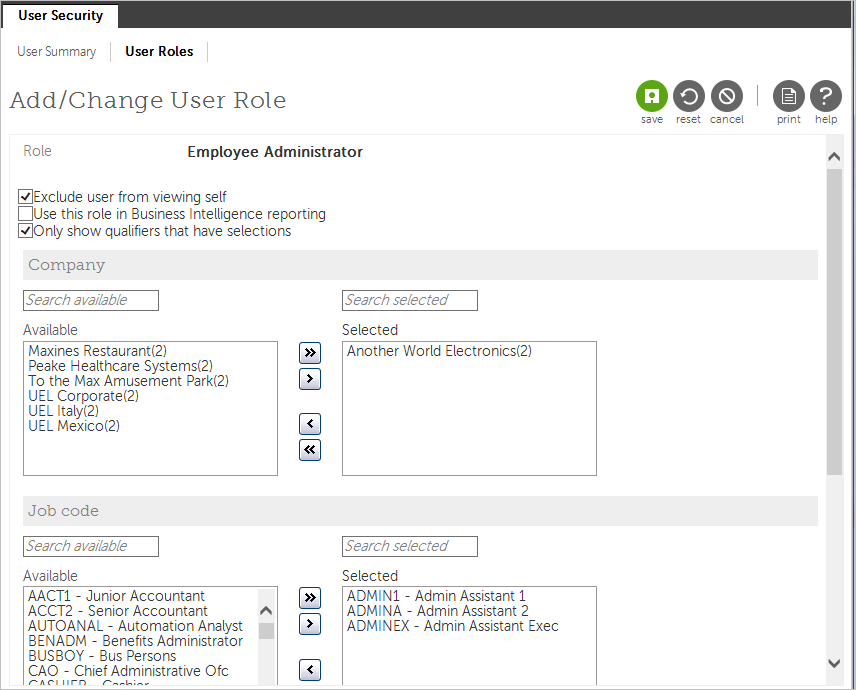 User Security
User Summary
User Roles
Add/Change User Role
save
reset
cancel
print
help
Role
Employee Administrator
Exclude user from viewing self
Use this role in Business Intelligence reporting
Only show qualifiers that have selections
Company
Search available
Search selected
Available
Selected
Maxines Restaurant(2)
Peake Healthcare Systems(2)
To the Max Amusement Park(2)
UEL Corporate(2)
UEL Italy(2)
UEL Mexico(2)
Another World Electronics(2)
Job code
Search available
Search selected
Available
Selected
AACT1 - Junior Accountant
ACCT2 - Senior Accountant
AUTOANAL - Automation Analyst
BENADM - Benefits Administrator
BUSBOY - Bus Persons
CAO - Chief Administrative Ofc
CASHIER - Cashier
ADMIN1 - Admin Assistant 1
ADMINA - Admin Assistant 2
ADMINEX - Admin Assistant Exec